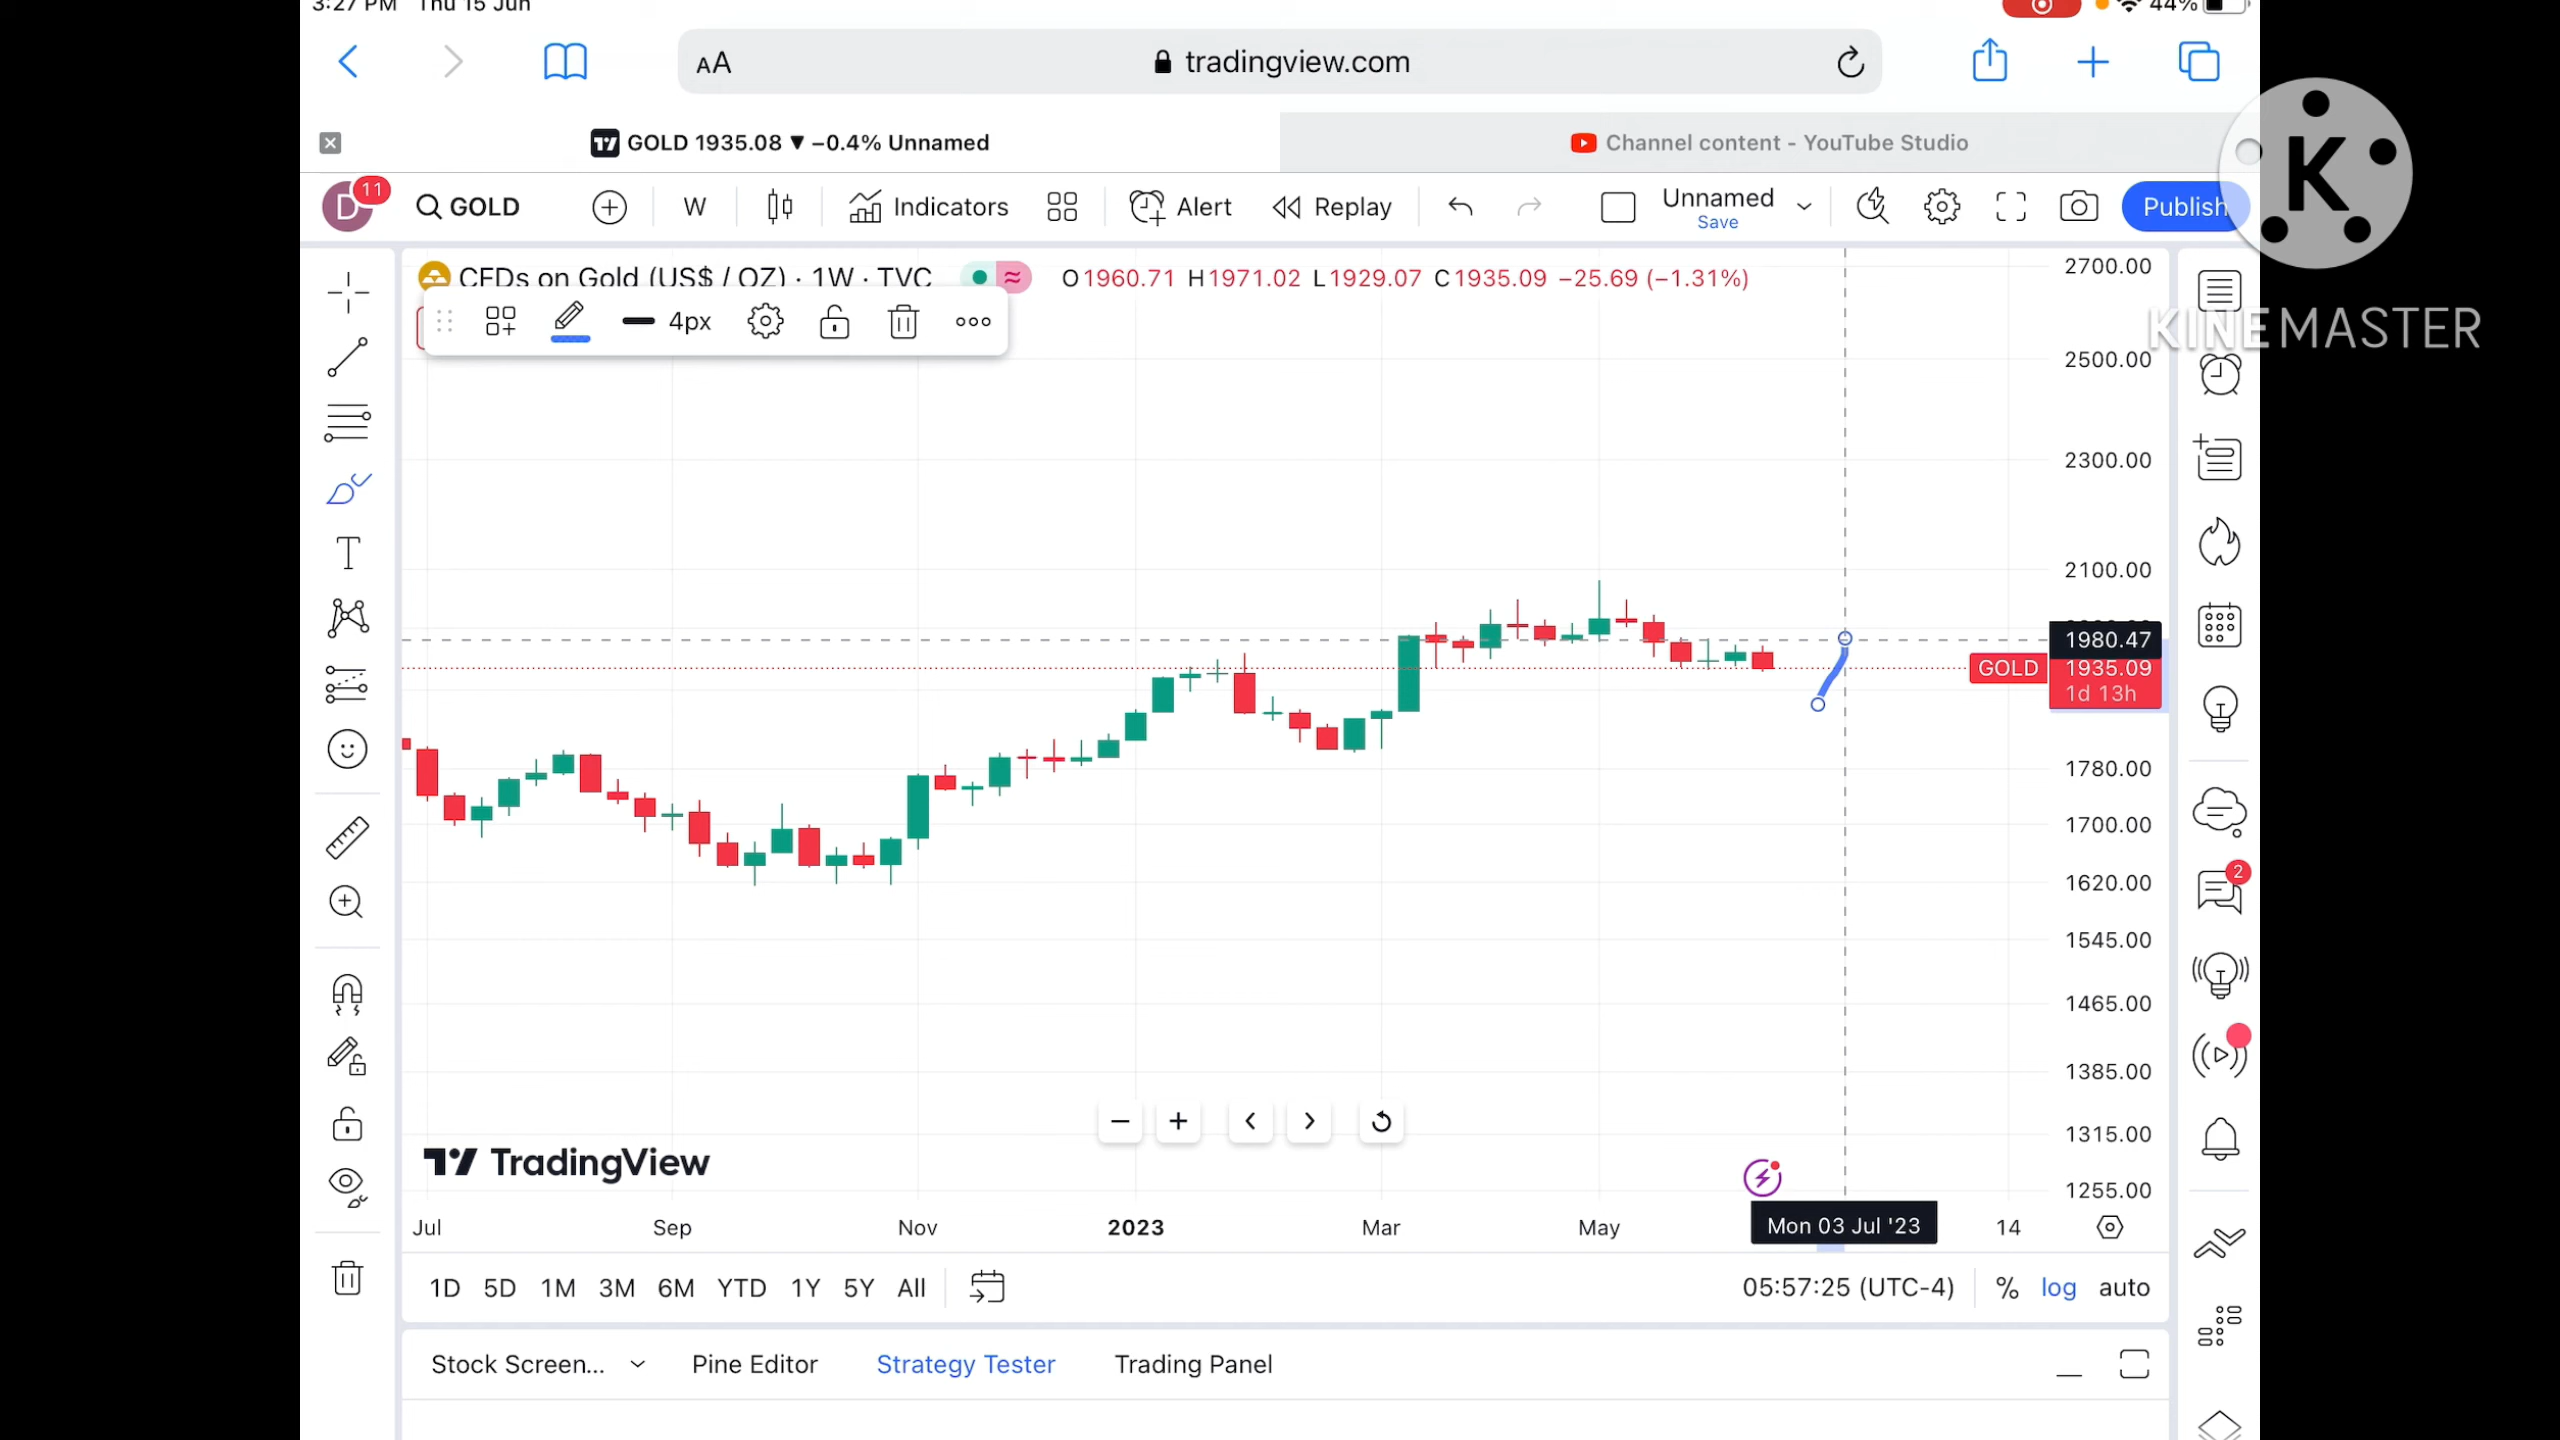 3:27 PM Thu 15 Jun
44%
AA tradingview.com
GOLD 1935.08 ▼ −0.4% Unnamed
Channel content - YouTube Studio
K
KINEMASTER
D 11
GOLD
W
Indicators
Alert
Replay
Unnamed
Save
Publish
CFDs on Gold (US$ / OZ) · 1W · TVC
O1960.71 H1971.02 L1929.07 C1935.09 −25.69 (−1.31%)
4px
2700.00
2500.00
2300.00
2100.00
1980.47
GOLD 1935.09
1d 13h
1780.00
1700.00
1620.00
1545.00
1465.00
1385.00
1315.00
1255.00
2
TradingView
Jul Sep Nov 2023 Mar May Mon 03 Jul '23 14
1D 5D 1M 3M 6M YTD 1Y 5Y All
05:57:25 (UTC-4) % log auto
Stock Screen... Pine Editor Strategy Tester Trading Panel